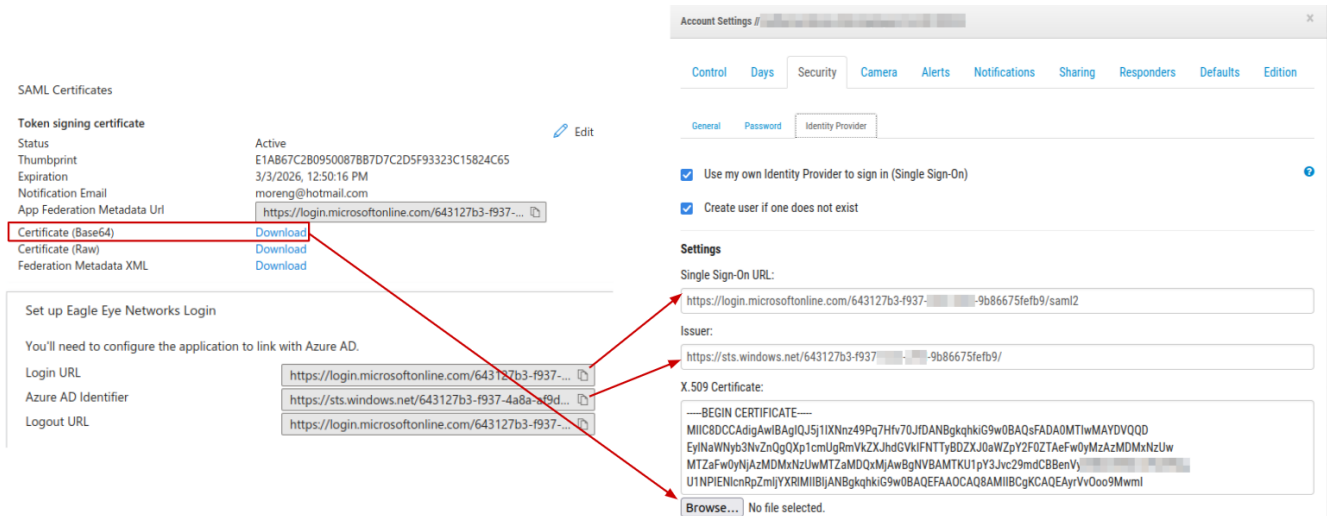 SAML Certificates
Token signing certificate
Edit
Status Active
Thumbprint E1AB67C2B0950087BB7D7C2D5F93323C15824C65
Expiration 3/3/2026, 12:50:16 PM
Notification Email moreng@hotmail.com
App Federation Metadata Url https://login.microsoftonline.com/643127b3-f937-...
Certificate (Base64) Download
Certificate (Raw) Download
Federation Metadata XML Download
Set up Eagle Eye Networks Login
You'll need to configure the application to link with Azure AD.
Login URL https://login.microsoftonline.com/643127b3-f937-...
Azure AD Identifier https://sts.windows.net/643127b3-f937-4a8a-af9d...
Logout URL https://login.microsoftonline.com/643127b3-f937-...
Account Settings // x
Control Days Security Camera Alerts Notifications Sharing Responders Defaults Edition
General Password Identity Provider
Use my own Identity Provider to sign in (Single Sign-On) ?
Create user if one does not exist
Settings
Single Sign-On URL:
https://login.microsoftonline.com/643127b3-f937- -9b86675fefb9/saml2
Issuer:
https://sts.windows.net/643127b3-f937 - -9b86675fefb9/
X.509 Certificate:
-----BEGIN CERTIFICATE-----
MIIC8DCCAdigAwIBAgIQJ5j1lXNnz49Pq7Hfv70JfDANBgkqhkiG9w0BAQsFADA0MTIwMAYDVQQD
EylNaWNyb3NvZnQgQXp1cmUgRmVkZXJhdGVkIFNTTyBDZXJ0aWZpY2F0ZTAeFw0yMzAzMDMxNzUw
MTZaFw0yNjAzMDMxNzUwMTZaMDQxMjAwBgNVBAMTKU1pY3Jvc29mdCBBenVy
U1NPIENlcnRpZmljYXRlMIIBIjANBgkqhkiG9w0BAQEFAAOCAQ8AMIIBCgKCAQEAyrVvOoo9MwmI
Browse... No file selected.